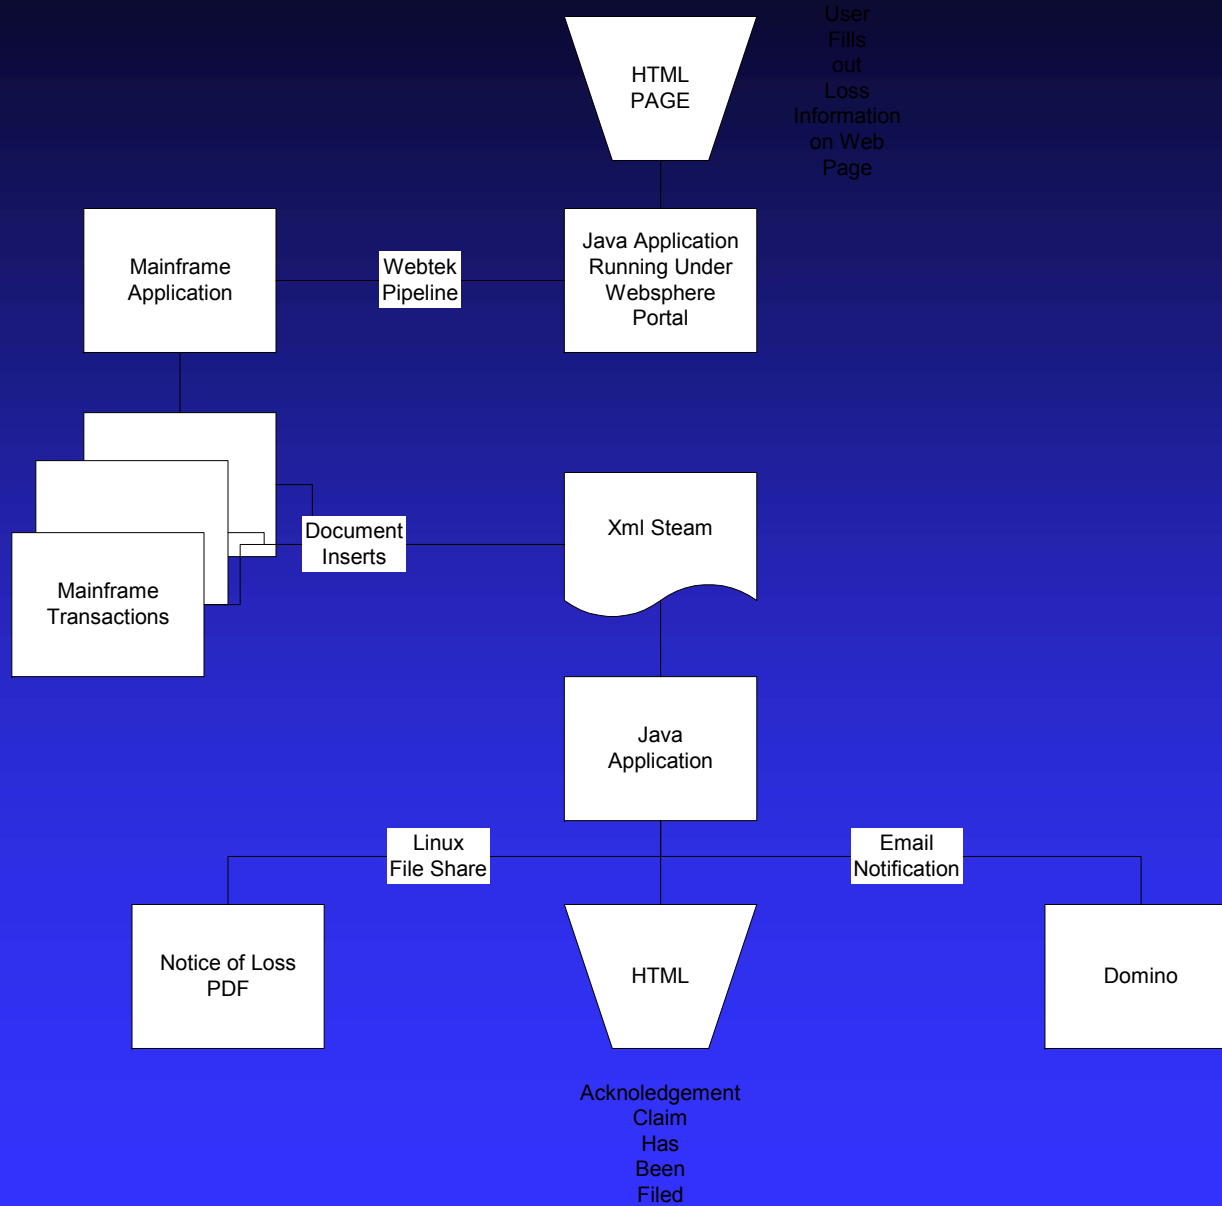 HTML
PAGE
User
Fills
out
Loss
Information
on Web
Page
Mainframe
Application
Webtek
Pipeline
Java Application
Running Under
Websphere
Portal
Document
Inserts
Xml Steam
Mainframe
Transactions
Java
Application
Linux
File Share
Email
Notification
Notice of Loss
PDF
HTML
Domino
Acknoledgement
Claim
Has
Been
Filed